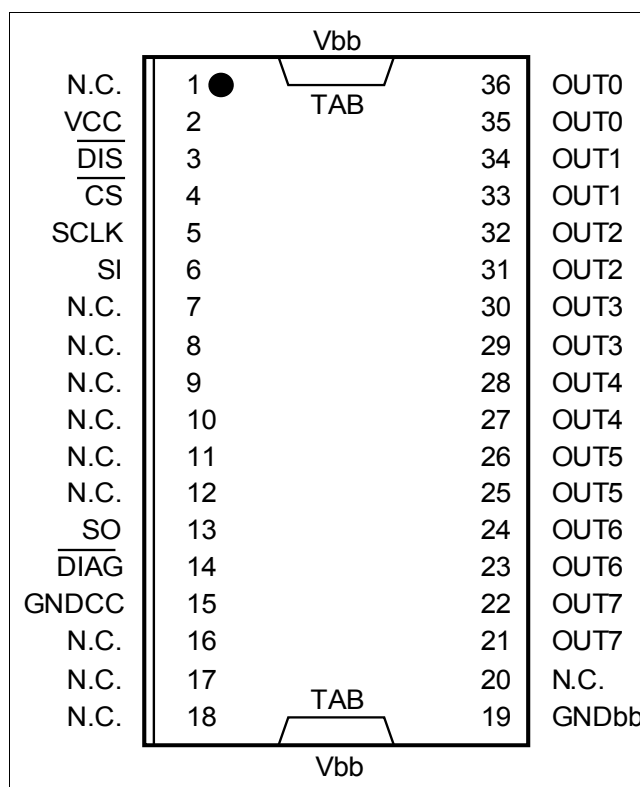 Vbb
N.C. 1 TAB 36 OUT0
VCC 2 35 OUT0
DIS 3 34 OUT1
CS 4 33 OUT1
SCLK 5 32 OUT2
SI 6 31 OUT2
N.C. 7 30 OUT3
N.C. 8 29 OUT3
N.C. 9 28 OUT4
N.C. 10 27 OUT4
N.C. 11 26 OUT5
N.C. 12 25 OUT5
SO 13 24 OUT6
DIAG 14 23 OUT6
GNDCC 15 22 OUT7
N.C. 16 21 OUT7
N.C. 17 20 N.C.
N.C. 18 TAB 19 GNDbb
Vbb